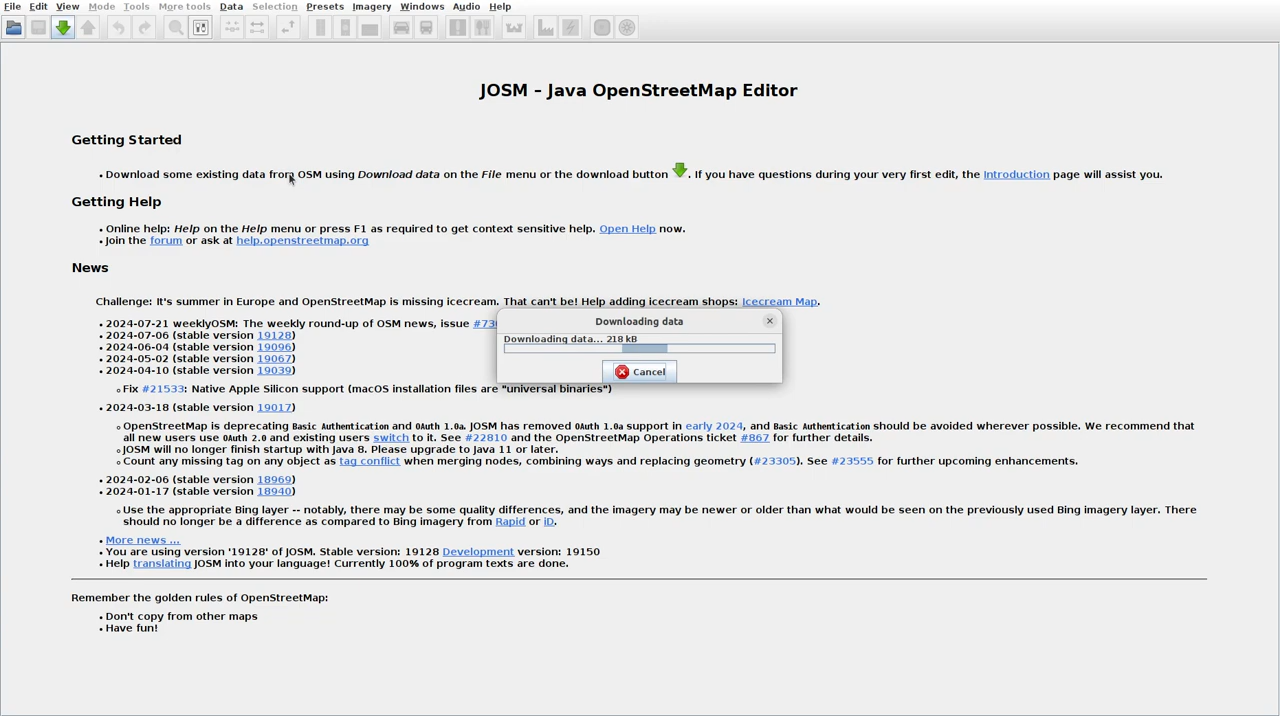 File Edit View Mode Tools More tools Data Selection Presets Imagery Windows Audio Help
JOSM – Java OpenStreetMap Editor
Getting Started
• Download some existing data from OSM using Download data on the File menu or the download button . If you have questions during your very first edit, the Introduction page will assist you.
Getting Help
• Online help: Help on the Help menu or press F1 as required to get context sensitive help. Open Help now.
• Join the forum or ask at help.openstreetmap.org
News
Challenge: It's summer in Europe and OpenStreetMap is missing icecream. That can't be! Help adding icecream shops: Icecream Map.
• 2024-07-21 weeklyOSM: The weekly round-up of OSM news, issue
Downloading data
• 2024-07-06 (stable version 19128)
Downloading data... 218 kB
• 2024-06-04 (stable version 19096)
• 2024-05-02 (stable version 19067)
• 2024-04-10 (stable version 19039)
Cancel
◦ Fix #21533: Native Apple Silicon support (macOS installation files are "universal binaries")
• 2024-03-18 (stable version 19017)
◦ OpenStreetMap is deprecating Basic Authentication and OAuth 1.0a. JOSM has removed OAuth 1.0a support in early 2024, and Basic Authentication should be avoided wherever possible. We recommend that
all new users use OAuth 2.0 and existing users switch to it. See #22810 and the OpenStreetMap Operations ticket #867 for further details.
◦ JOSM will no longer finish startup with Java 8. Please upgrade to Java 11 or later.
◦ Count any missing tag on any object as tag conflict when merging nodes, combining ways and replacing geometry (#23305). See #23555 for further upcoming enhancements.
• 2024-02-06 (stable version 18969)
• 2024-01-17 (stable version 18940)
◦ Use the appropriate Bing layer -- notably, there may be some quality differences, and the imagery may be newer or older than what would be seen on the previously used Bing imagery layer. There
should no longer be a difference as compared to Bing imagery from Rapid or iD.
• More news ...
• You are using version '19128' of JOSM. Stable version: 19128 Development version: 19150
• Help translating JOSM into your language! Currently 100% of program texts are done.
Remember the golden rules of OpenStreetMap:
• Don't copy from other maps
• Have fun!